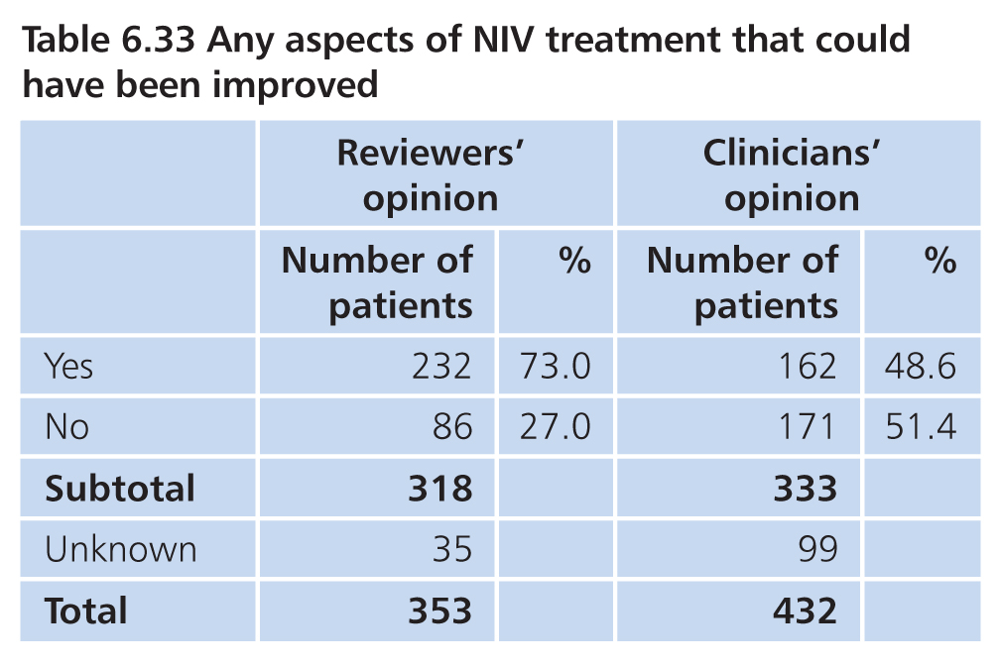 Table 6.33 Any aspects of NIV treatment that could
have been improved
Reviewers’ Clinicians’
opinion opinion
Number of % Number of %
patients patients
Yes 232 73.0 162 48.6
No 86 27.0 171 51.4
Subtotal 318 333
Unknown 35 99
Total 353 432